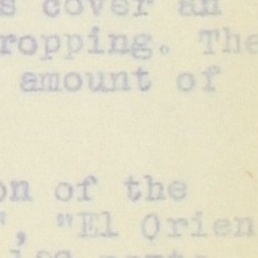 s cover an
ropping. The
amount of
on of the
", "El Orien